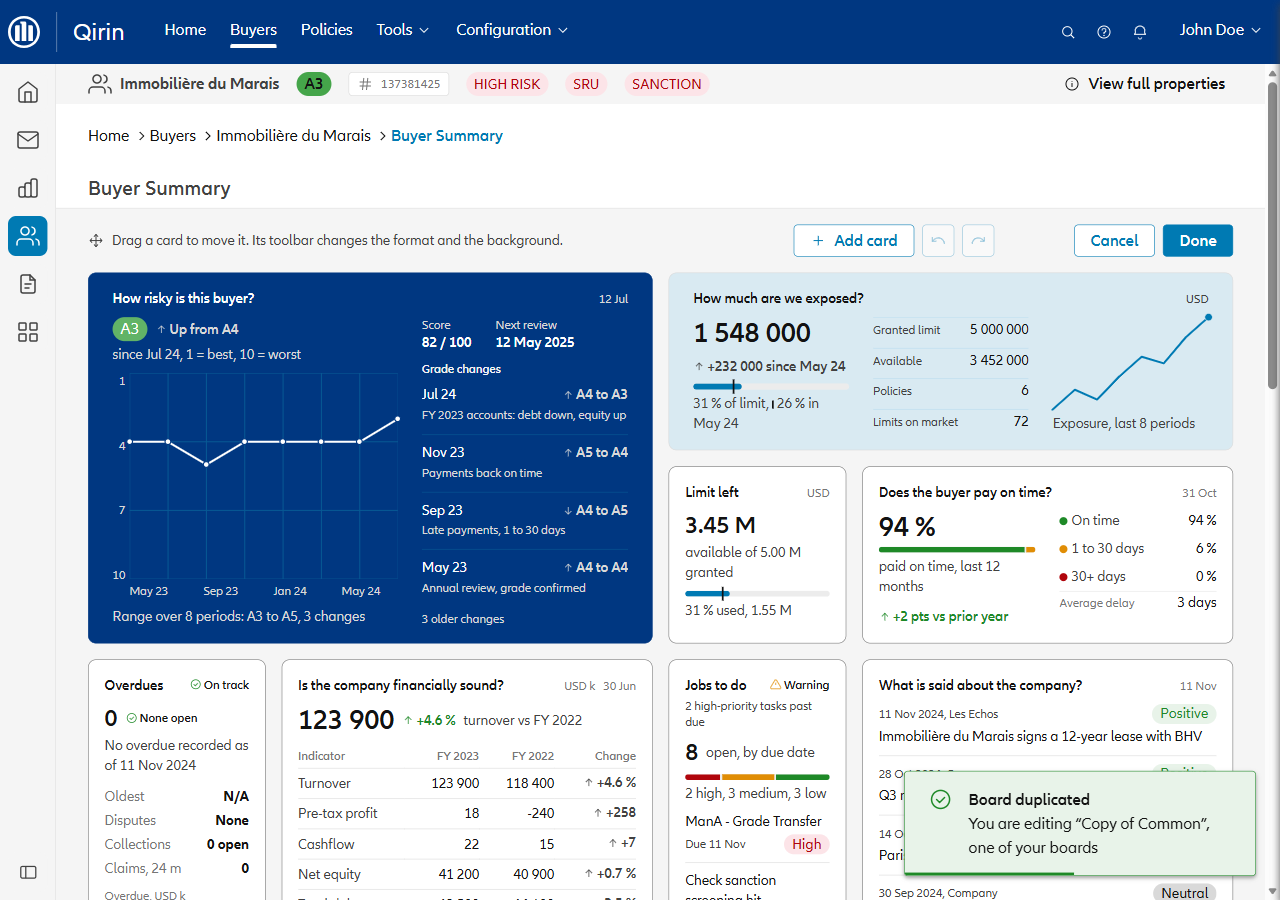 Qirin
Home
Buyers
Policies
Tools
Configuration
John Doe
Immobilière du Marais
A3
# 137381425
HIGH RISK
SRU
SANCTION
View full properties
Home > Buyers > Immobilière du Marais > Buyer Summary
Buyer Summary
Drag a card to move it. Its toolbar changes the format and the background.
+ Add card
Cancel
Done
How risky is this buyer?
12 Jul
A3 ↑ Up from A4
since Jul 24, 1 = best, 10 = worst
1
4
7
10
May 23
Sep 23
Jan 24
May 24
Range over 8 periods: A3 to A5, 3 changes
Score
82 / 100
Next review
12 May 2025
Grade changes
Jul 24 ↑ A4 to A3
FY 2023 accounts: debt down, equity up
Nov 23 ↑ A5 to A4
Payments back on time
Sep 23 ↓ A4 to A5
Late payments, 1 to 30 days
May 23 ↑ A4 to A4
Annual review, grade confirmed
3 older changes
How much are we exposed?
USD
1 548 000
↑ +232 000 since May 24
31 % of limit, 26 % in
May 24
Granted limit 5 000 000
Available 3 452 000
Policies 6
Limits on market 72
Exposure, last 8 periods
Limit left
USD
3.45 M
available of 5.00 M
granted
31 % used, 1.55 M
Does the buyer pay on time?
31 Oct
94 %
paid on time, last 12
months
↑ +2 pts vs prior year
On time 94 %
1 to 30 days 6 %
30+ days 0 %
Average delay 3 days
Overdues
On track
0 None open
No overdue recorded as
of 11 Nov 2024
Oldest N/A
Disputes None
Collections 0 open
Claims, 24 m 0
Overdue, USD k
Is the company financially sound?
USD k 30 Jun
123 900 ↑ +4.6 % turnover vs FY 2022
Indicator FY 2023 FY 2022 Change
Turnover 123 900 118 400 ↑ +4.6 %
Pre-tax profit 18 -240 ↑ +258
Cashflow 22 15 ↑ +7
Net equity 41 200 40 900 ↑ +0.7 %
Jobs to do
Warning
2 high-priority tasks past
due
8 open, by due date
2 high, 3 medium, 3 low
ManA - Grade Transfer
Due 11 Nov High
Check sanction
What is said about the company?
11 Nov
11 Nov 2024, Les Echos Positive
Immobilière du Marais signs a 12-year lease with BHV
Q3
30 Sep 2024, Company Neutral
Board duplicated
You are editing “Copy of Common”,
one of your boards